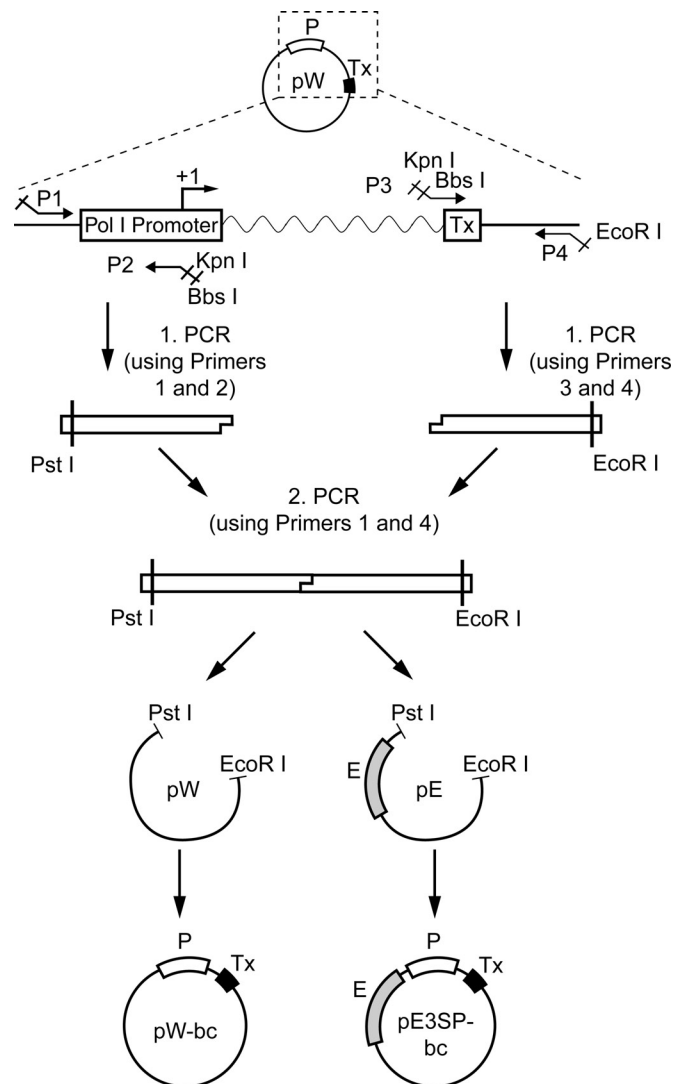 P
Tx
pW
Kpn I
P1
+1
P3
Bbs I
Pol I Promoter
Tx
EcoR I
P4
P2
Kpn I
Bbs I
1. PCR
(using Primers
1 and 2)
1. PCR
(using Primers
3 and 4)
Pst I
EcoR I
2. PCR
(using Primers 1 and 4)
Pst I
EcoR I
Pst I
EcoR I
pW
Pst I
E
EcoR I
pE
P
Tx
pW-bc
P
Tx
E
pE3SP-
bc